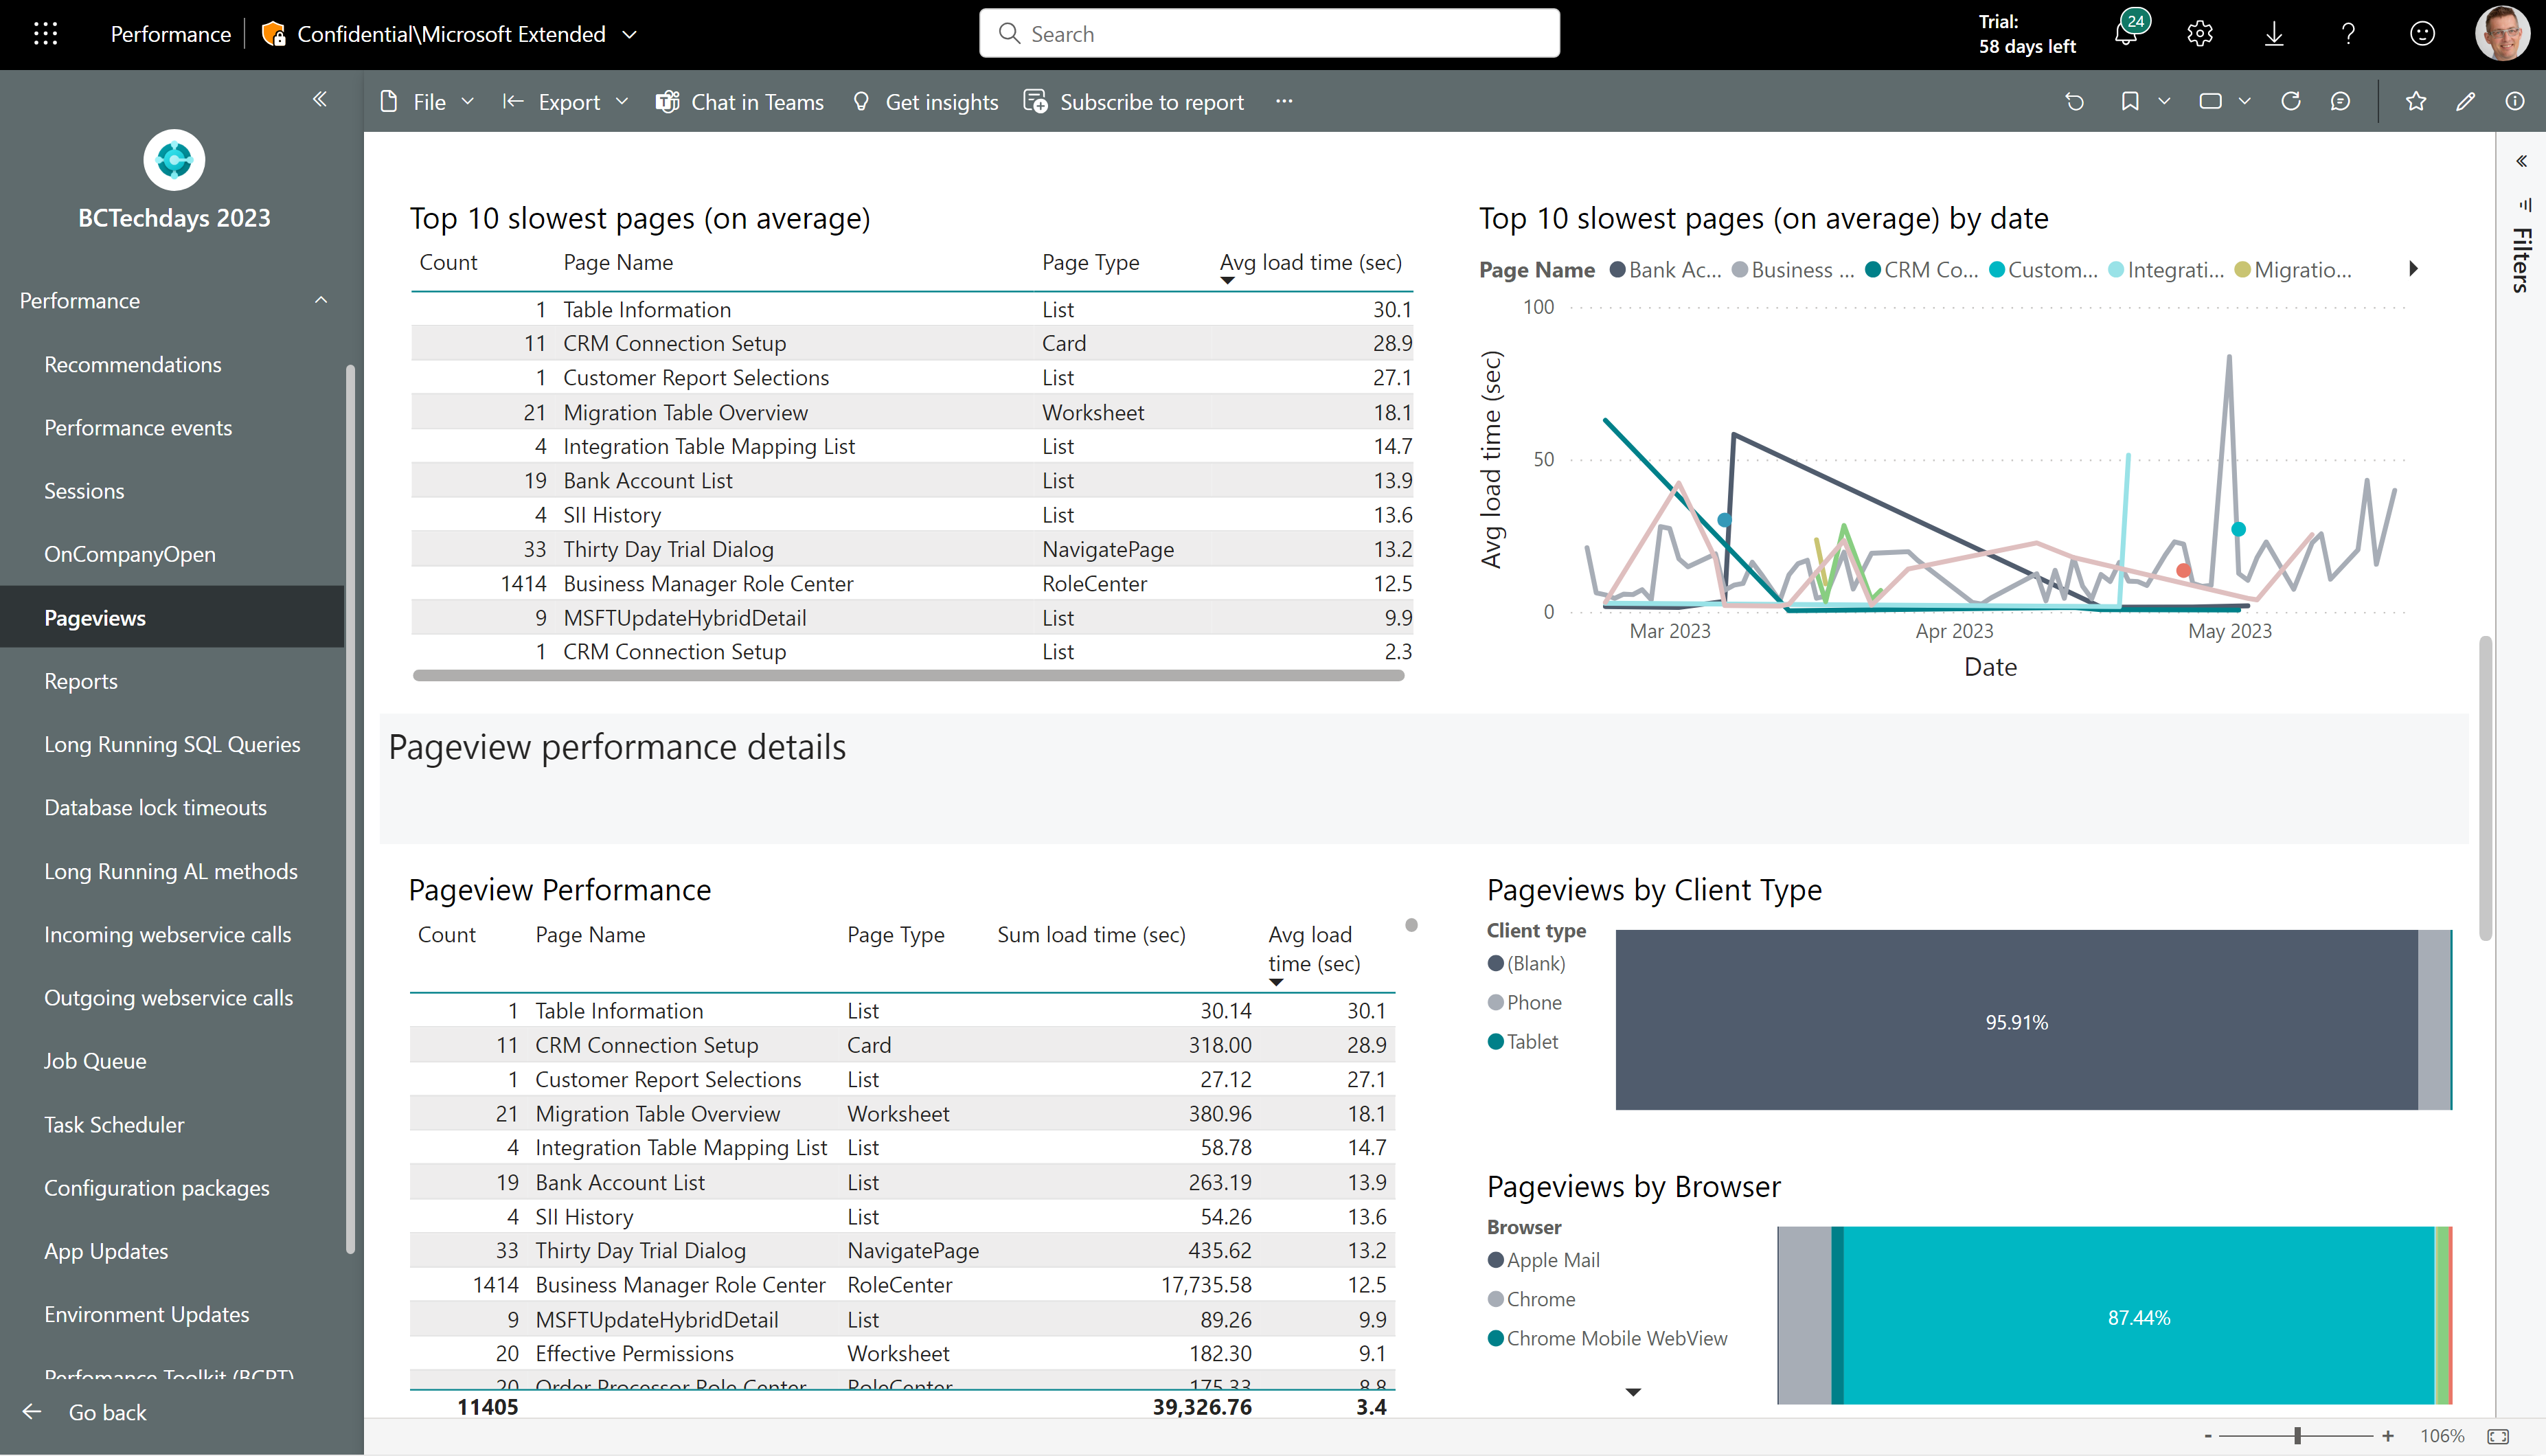 Performance
Confidential\Microsoft Extended
Search
Trial:
58 days left
24
File
Export
Chat in Teams
Get insights
Subscribe to report
BCTechdays 2023
Performance
Recommendations
Performance events
Sessions
OnCompanyOpen
Pageviews
Reports
Long Running SQL Queries
Database lock timeouts
Long Running AL methods
Incoming webservice calls
Outgoing webservice calls
Job Queue
Task Scheduler
Configuration packages
App Updates
Environment Updates
Perfomance Toolkit (BCPT)
Go back
Top 10 slowest pages (on average)
Count Page Name Page Type Avg load time (sec)
1 Table Information List 30.1
11 CRM Connection Setup Card 28.9
1 Customer Report Selections List 27.1
21 Migration Table Overview Worksheet 18.1
4 Integration Table Mapping List List 14.7
19 Bank Account List List 13.9
4 SII History List 13.6
33 Thirty Day Trial Dialog NavigatePage 13.2
1414 Business Manager Role Center RoleCenter 12.5
9 MSFTUpdateHybridDetail List 9.9
1 CRM Connection Setup List 2.3
Top 10 slowest pages (on average) by date
Page Name Bank Ac... Business ... CRM Co... Custom... Integrati... Migratio...
Avg load time (sec)
100
50
0
Mar 2023 Apr 2023 May 2023
Date
Filters
Pageview performance details
Pageview Performance
Count Page Name Page Type Sum load time (sec) Avg load
time (sec)
1 Table Information List 30.14 30.1
11 CRM Connection Setup Card 318.00 28.9
1 Customer Report Selections List 27.12 27.1
21 Migration Table Overview Worksheet 380.96 18.1
4 Integration Table Mapping List List 58.78 14.7
19 Bank Account List List 263.19 13.9
4 SII History List 54.26 13.6
33 Thirty Day Trial Dialog NavigatePage 435.62 13.2
1414 Business Manager Role Center RoleCenter 17,735.58 12.5
9 MSFTUpdateHybridDetail List 89.26 9.9
20 Effective Permissions Worksheet 182.30 9.1
20 Order Processor Role Center RoleCenter 175.33 8.8
11405 39,326.76 3.4
Pageviews by Client Type
Client type
(Blank)
Phone
Tablet
95.91%
Pageviews by Browser
Browser
Apple Mail
Chrome
Chrome Mobile WebView
87.44%
- + 106%